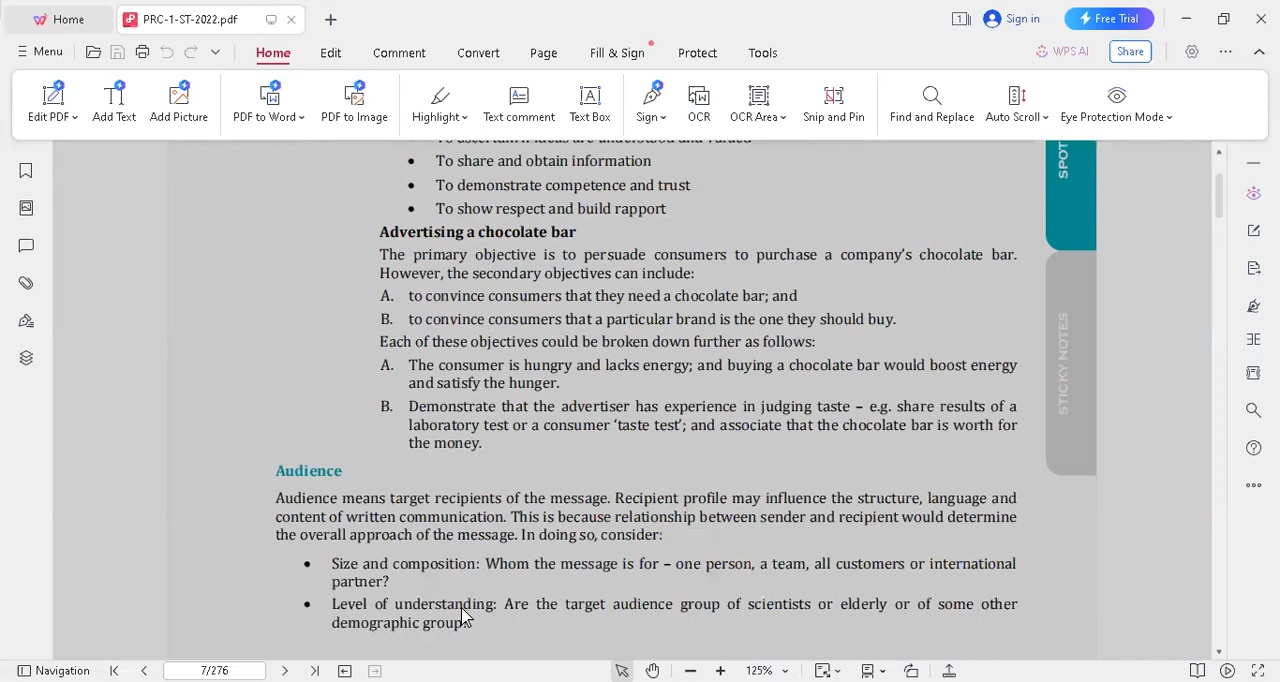 Home
PRC-1-ST-2022.pdf
Sign in
Free Trial
Menu
Home
Edit
Comment
Convert
Page
Fill & Sign
Protect
Tools
WPS AI
Share
Edit PDF
Add Text
Add Picture
PDF to Word
PDF to Image
Highlight
Text comment
Text Box
Sign
OCR
OCR Area
Snip and Pin
Find and Replace
Auto Scroll
Eye Protection Mode
• To ascertain if ideas are understood and valued
• To share and obtain information
• To demonstrate competence and trust
• To show respect and build rapport
Advertising a chocolate bar
The primary objective is to persuade consumers to purchase a company’s chocolate bar.
However, the secondary objectives can include:
A. to convince consumers that they need a chocolate bar; and
B. to convince consumers that a particular brand is the one they should buy.
Each of these objectives could be broken down further as follows:
A. The consumer is hungry and lacks energy; and buying a chocolate bar would boost energy
and satisfy the hunger.
B. Demonstrate that the advertiser has experience in judging taste – e.g. share results of a
laboratory test or a consumer ‘taste test’; and associate that the chocolate bar is worth for
the money.
Audience
Audience means target recipients of the message. Recipient profile may influence the structure, language and
content of written communication. This is because relationship between sender and recipient would determine
the overall approach of the message. In doing so, consider:
• Size and composition: Whom the message is for – one person, a team, all customers or international
partner?
• Level of understanding: Are the target audience group of scientists or elderly or of some other
demographic groups
SPOT
STICKY NOTES
Navigation
7/276
125%